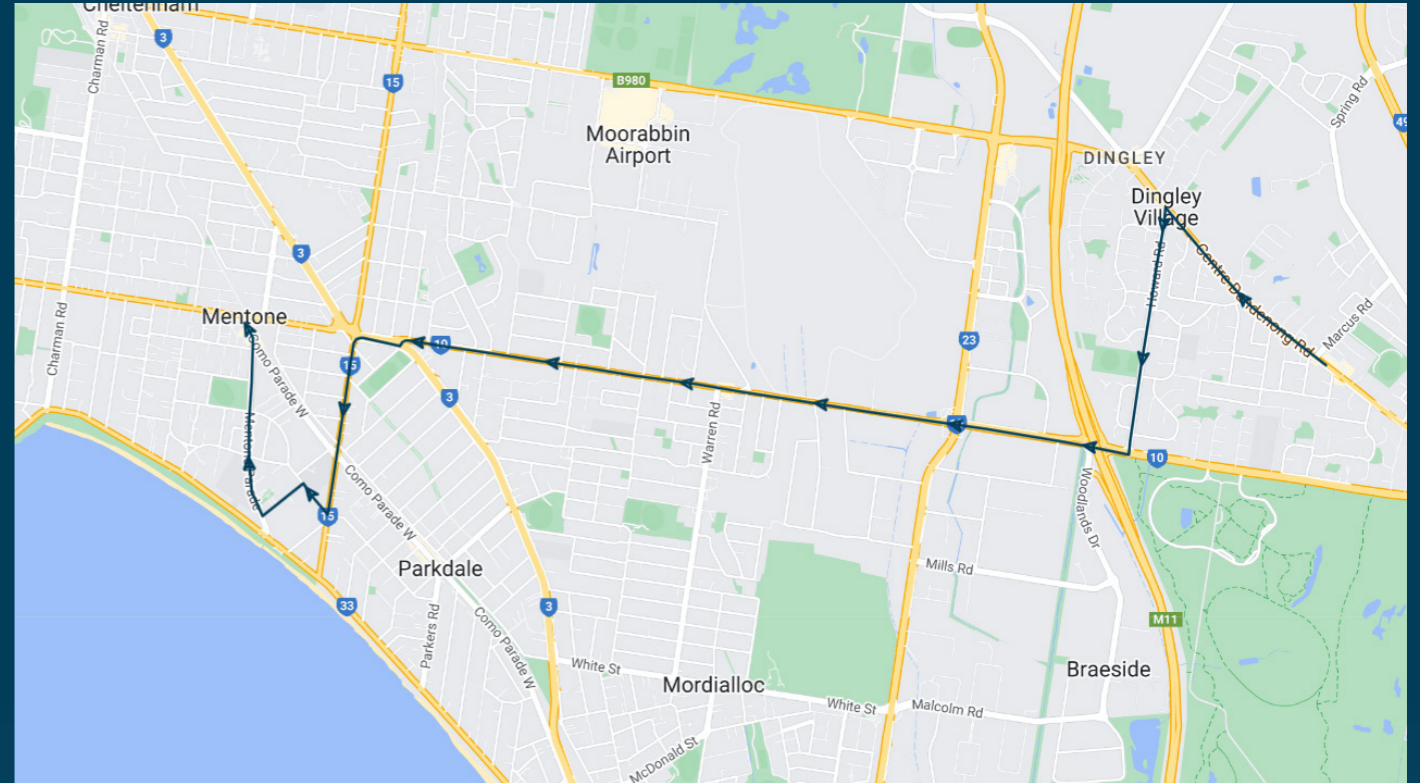 Cheltenham
3
Charman Rd
15
B980
Moorabbin
Airport
DINGLEY
Spring Rd
49
Dingley
Village
Howard Rd
Centre Dandenong Rd
Marcus Rd
3
Mentone
Charman Rd
Como Parade W
15
10
3
23
Warren Rd
10
Mentone Parade
Como Parade W
15
Woodlands Dr
Parkdale
Mills Rd
33
3
M11
Parkers Rd
Como Parade W
White St
Mordialloc
Braeside
White St
Malcolm Rd
McDonald St